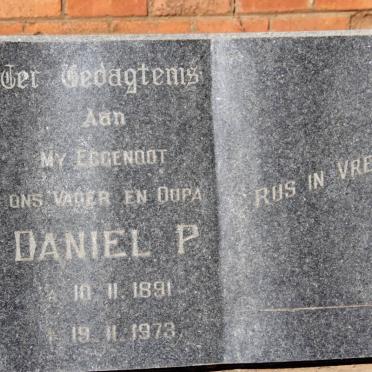 Ter Gedagtenis
Aan
My Eggenoot
ons Vader en Oupa
DANIEL P
* 10 . 11 . 1891
† 19 . 11 . 1973
RUS IN VRE